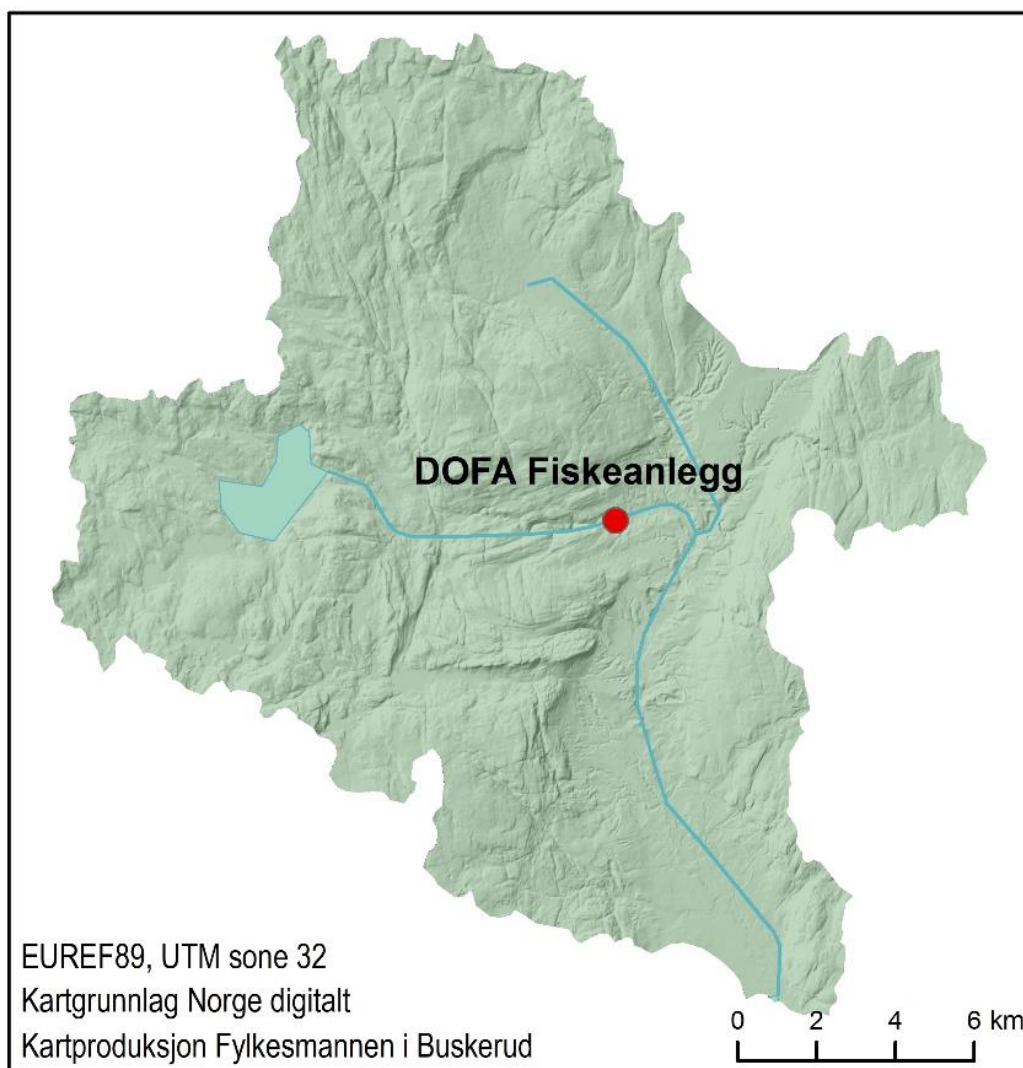 DOFA Fiskeanlegg
EUREF89, UTM sone 32
Kartgrunnlag Norge digitalt
Kartproduksjon Fylkesmannen i Buskerud
0 2 4 6 km